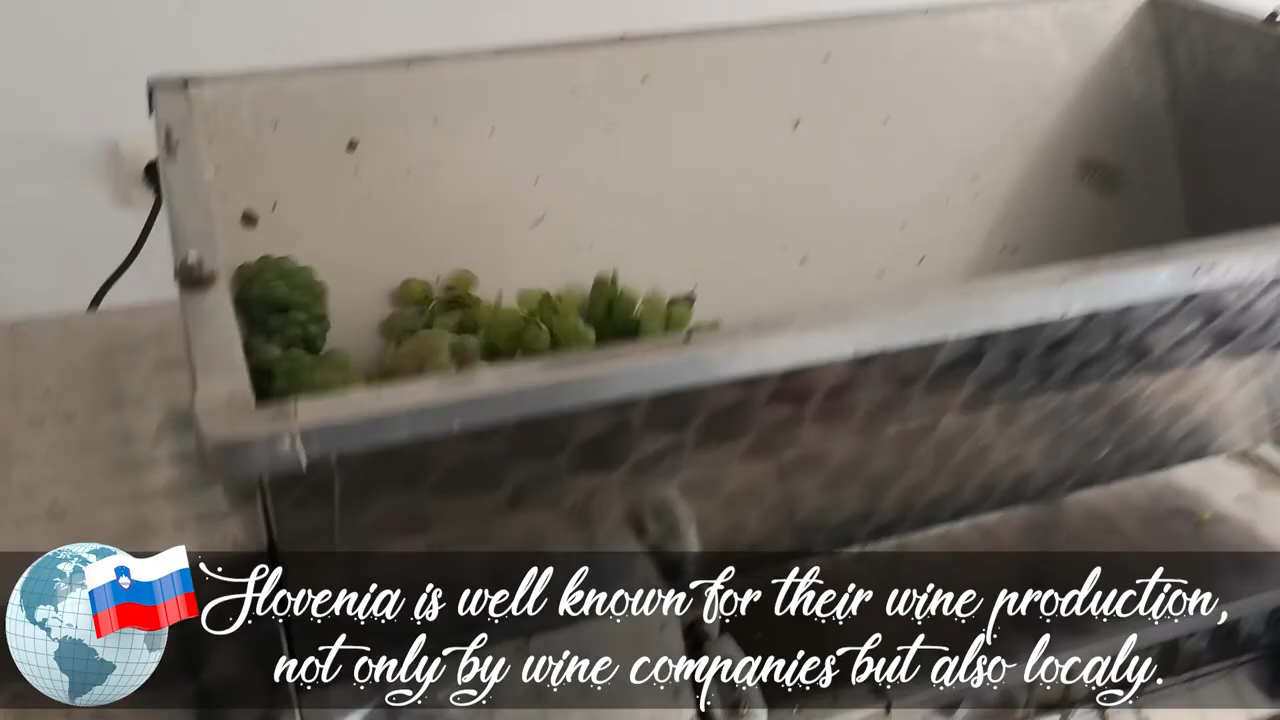 Slovenia is well known for their wine production,
not only by wine companies but also localy.